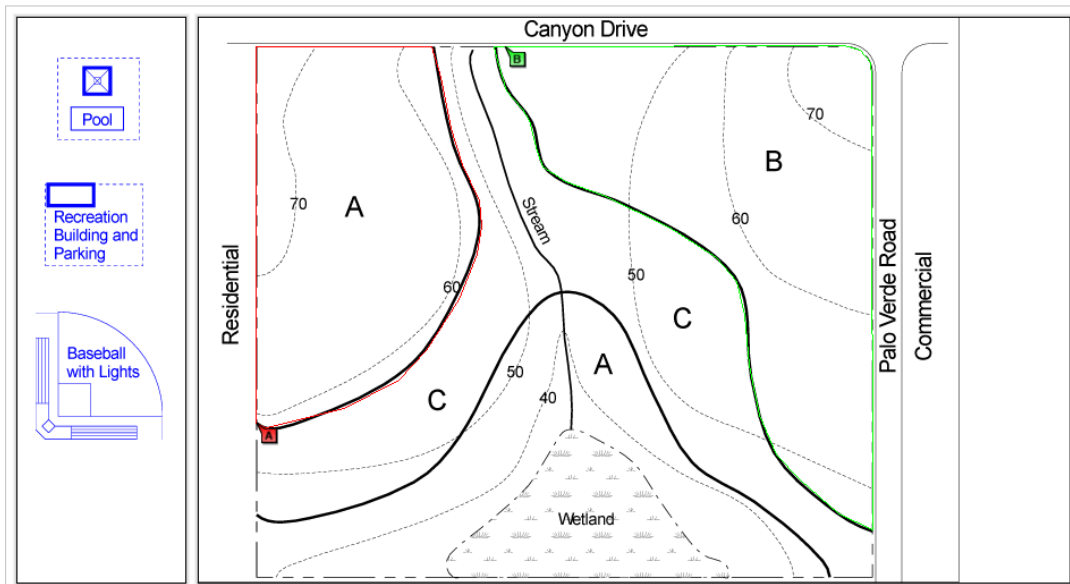 Canyon Drive
Pool
Recreation
Building and
Parking
Baseball
with Lights
B
70
B
A
70
60
Stream
60
50
Residential
Palo Verde Road
Commercial
C
A
50
C
40
A
Wetland